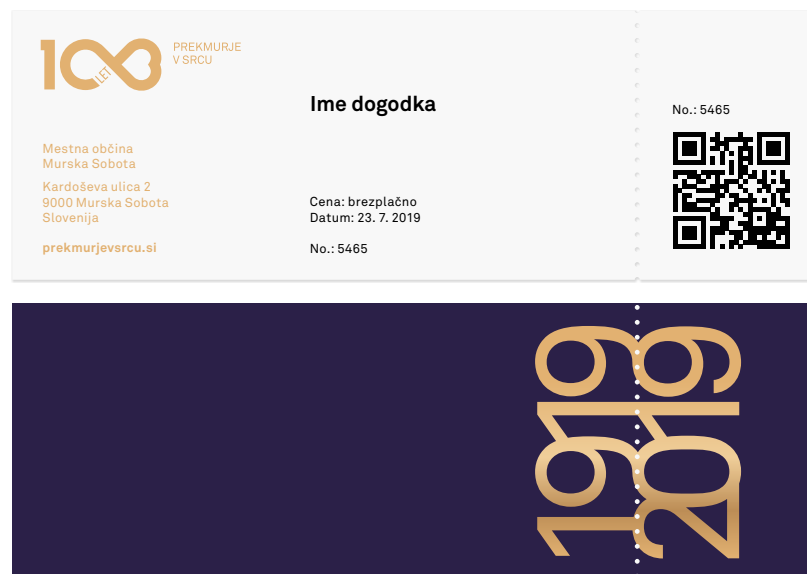 100
LET
PREKMURJE
V SRCU
Mestna občina
Murska Sobota
Kardoševa ulica 2
9000 Murska Sobota
Slovenija
prekmurjevsrcu.si
Ime dogodka
Cena: brezplačno
Datum: 23. 7. 2019
No.: 5465
No.: 5465
1919
2019